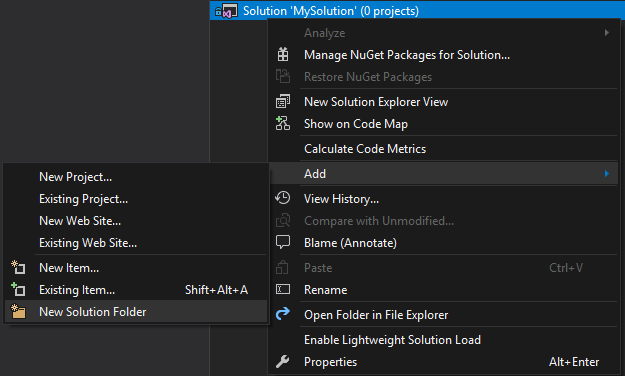 Solution 'MySolution' (0 projects)
Analyze
Manage NuGet Packages for Solution...
Restore NuGet Packages
New Solution Explorer View
Show on Code Map
Calculate Code Metrics
Add
View History...
Compare with Unmodified...
Blame (Annotate)
Paste Ctrl+V
Rename
Open Folder in File Explorer
Enable Lightweight Solution Load
Properties Alt+Enter
New Project...
Existing Project...
New Web Site...
Existing Web Site...
New Item...
Existing Item... Shift+Alt+A
New Solution Folder